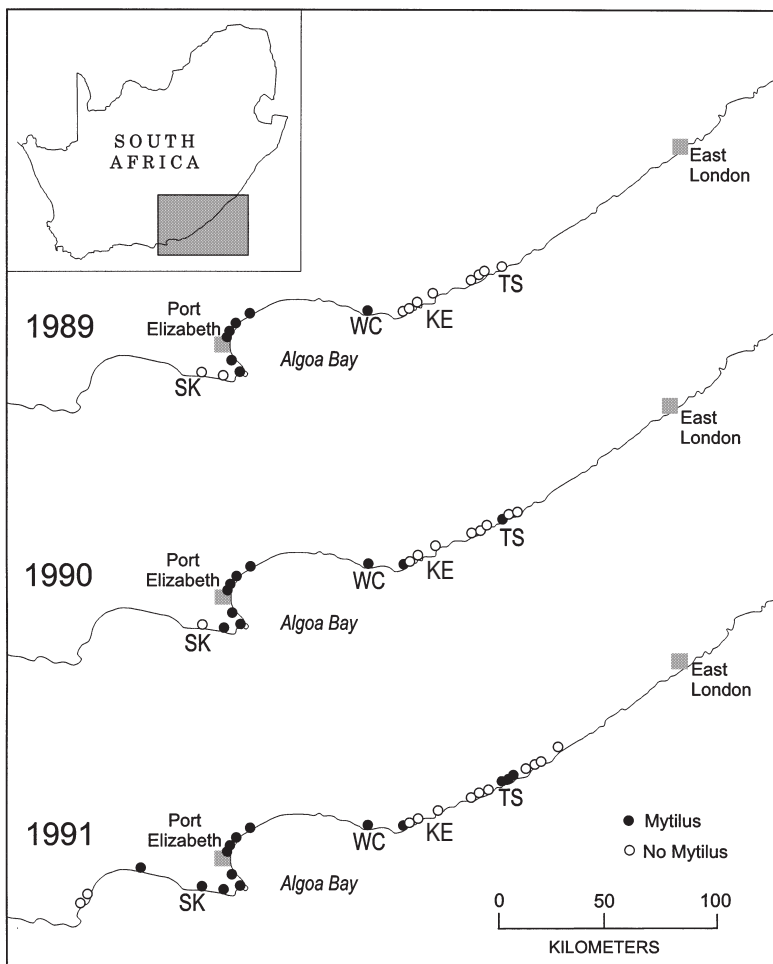 SOUTH
AFRICA
East
London
1989
Port
Elizabeth
WC
KE
TS
Algoa Bay
SK
East
London
1990
Port
Elizabeth
WC
KE
TS
Algoa Bay
SK
East
London
1991
Port
Elizabeth
WC
KE
TS
Algoa Bay
SK
Mytilus
No Mytilus
0 50 100
KILOMETERS